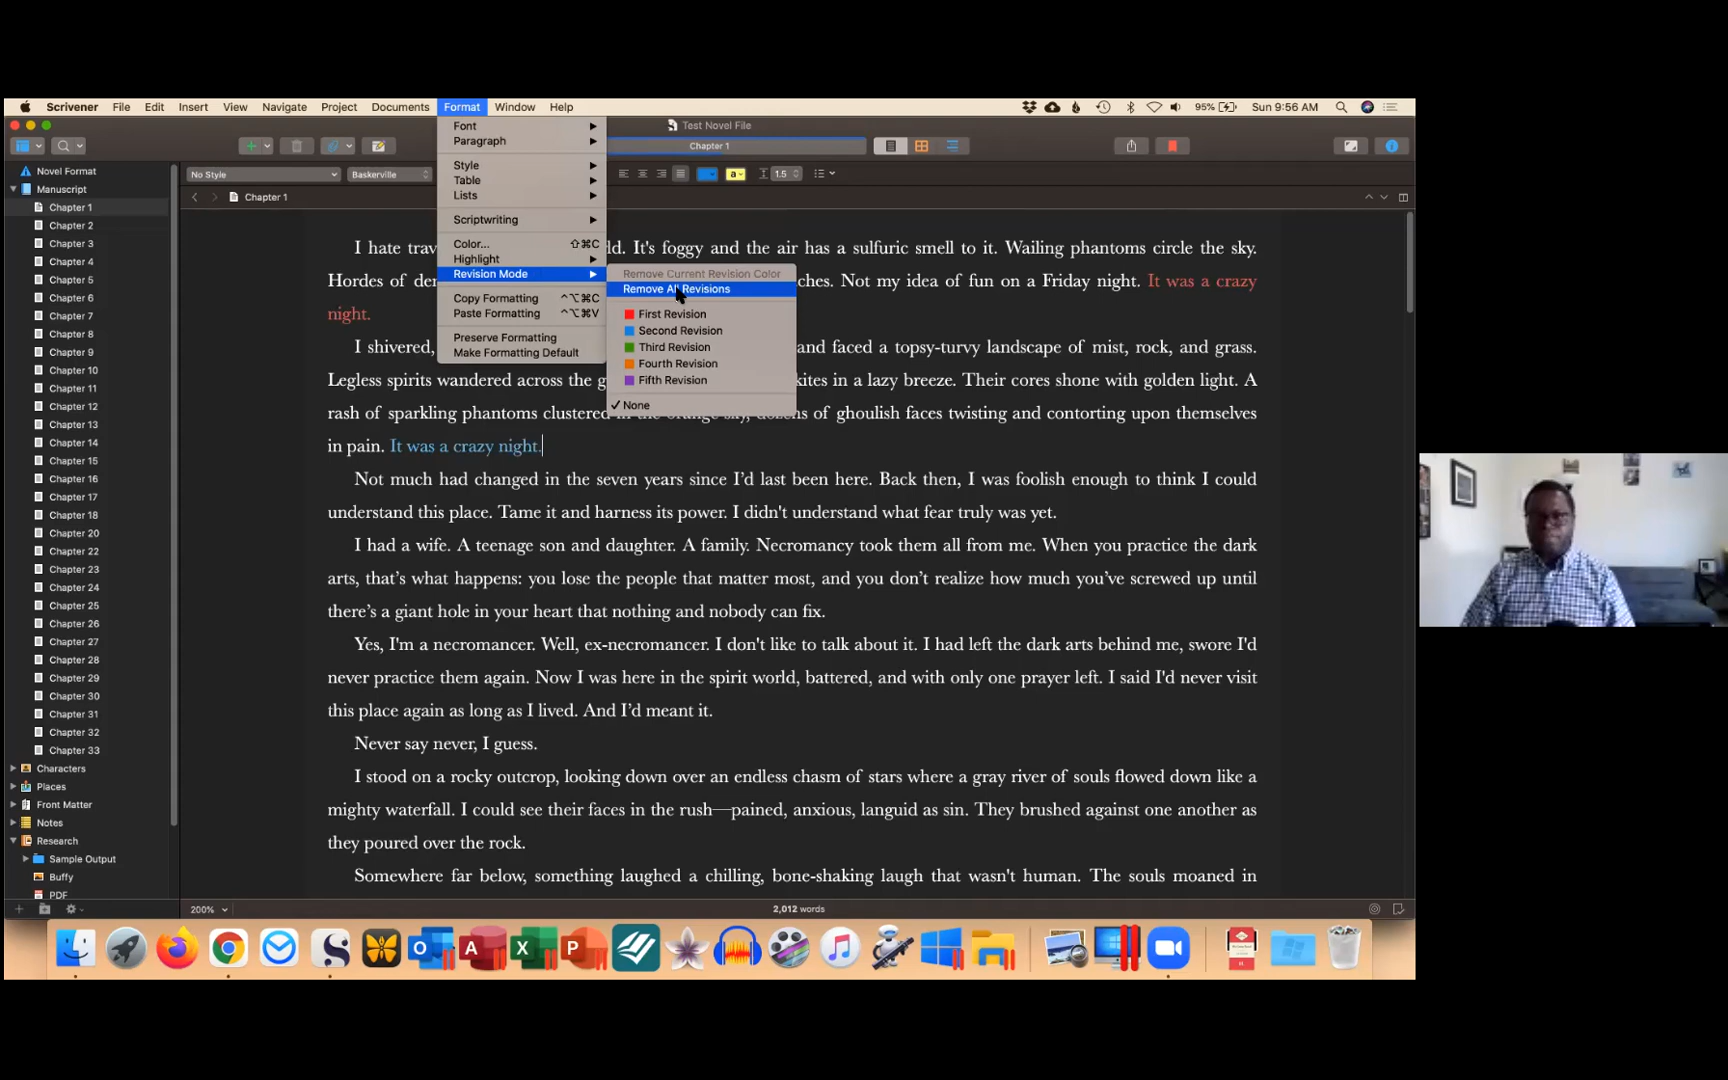 Scrivener File Edit Insert View Navigate Project Documents Format Window Help 95% Sun 9:56 AM
Test Novel File
Chapter 1
No Style Baskerville a 1.5
Chapter 1
Novel Format
Manuscript
Chapter 1
Chapter 2
Chapter 3
Chapter 4
Chapter 5
Chapter 6
Chapter 7
Chapter 8
Chapter 9
Chapter 10
Chapter 11
Chapter 12
Chapter 13
Chapter 14
Chapter 15
Chapter 16
Chapter 17
Chapter 18
Chapter 20
Chapter 22
Chapter 23
Chapter 24
Chapter 25
Chapter 26
Chapter 27
Chapter 28
Chapter 29
Chapter 30
Chapter 31
Chapter 32
Chapter 33
Characters
Places
Front Matter
Notes
Research
Sample Output
Buffy
PDF
Font
Paragraph
Style
Table
Lists
Scriptwriting
Color... ⇧⌘C
Highlight
Revision Mode
Copy Formatting ^⌥⌘C
Paste Formatting ^⌥⌘V
Preserve Formatting
Make Formatting Default
Remove Current Revision Color
Remove All Revisions
First Revision
Second Revision
Third Revision
Fourth Revision
Fifth Revision
✓ None
I hate It's foggy and the air has a sulfuric smell to it. Wailing phantoms circle the sky.
Hordes of Not my idea of fun on a Friday night. It was a crazy
night.
I shivered, and faced a topsy-turvy landscape of mist, rock, and grass.
Legless spirits wandered across the kites in a lazy breeze. Their cores shone with golden light. A
rash of sparkling phantoms clustered in the orange sky, dozens of ghoulish faces twisting and contorting upon themselves
in pain. It was a crazy night.
Not much had changed in the seven years since I’d last been here. Back then, I was foolish enough to think I could
understand this place. Tame it and harness its power. I didn't understand what fear truly was yet.
I had a wife. A teenage son and daughter. A family. Necromancy took them all from me. When you practice the dark
arts, that’s what happens: you lose the people that matter most, and you don’t realize how much you’ve screwed up until
there’s a giant hole in your heart that nothing and nobody can fix.
Yes, I'm a necromancer. Well, ex-necromancer. I don't like to talk about it. I had left the dark arts behind me, swore I'd
never practice them again. Now I was here in the spirit world, battered, and with only one prayer left. I said I'd never visit
this place again as long as I lived. And I’d meant it.
Never say never, I guess.
I stood on a rocky outcrop, looking down over an endless chasm of stars where a gray river of souls flowed down like a
mighty waterfall. I could see their faces in the rush—pained, anxious, languid as sin. They brushed against one another as
they poured over the rock.
Somewhere far below, something laughed a chilling, bone-shaking laugh that wasn't human. The souls moaned in
200% 2,012 words